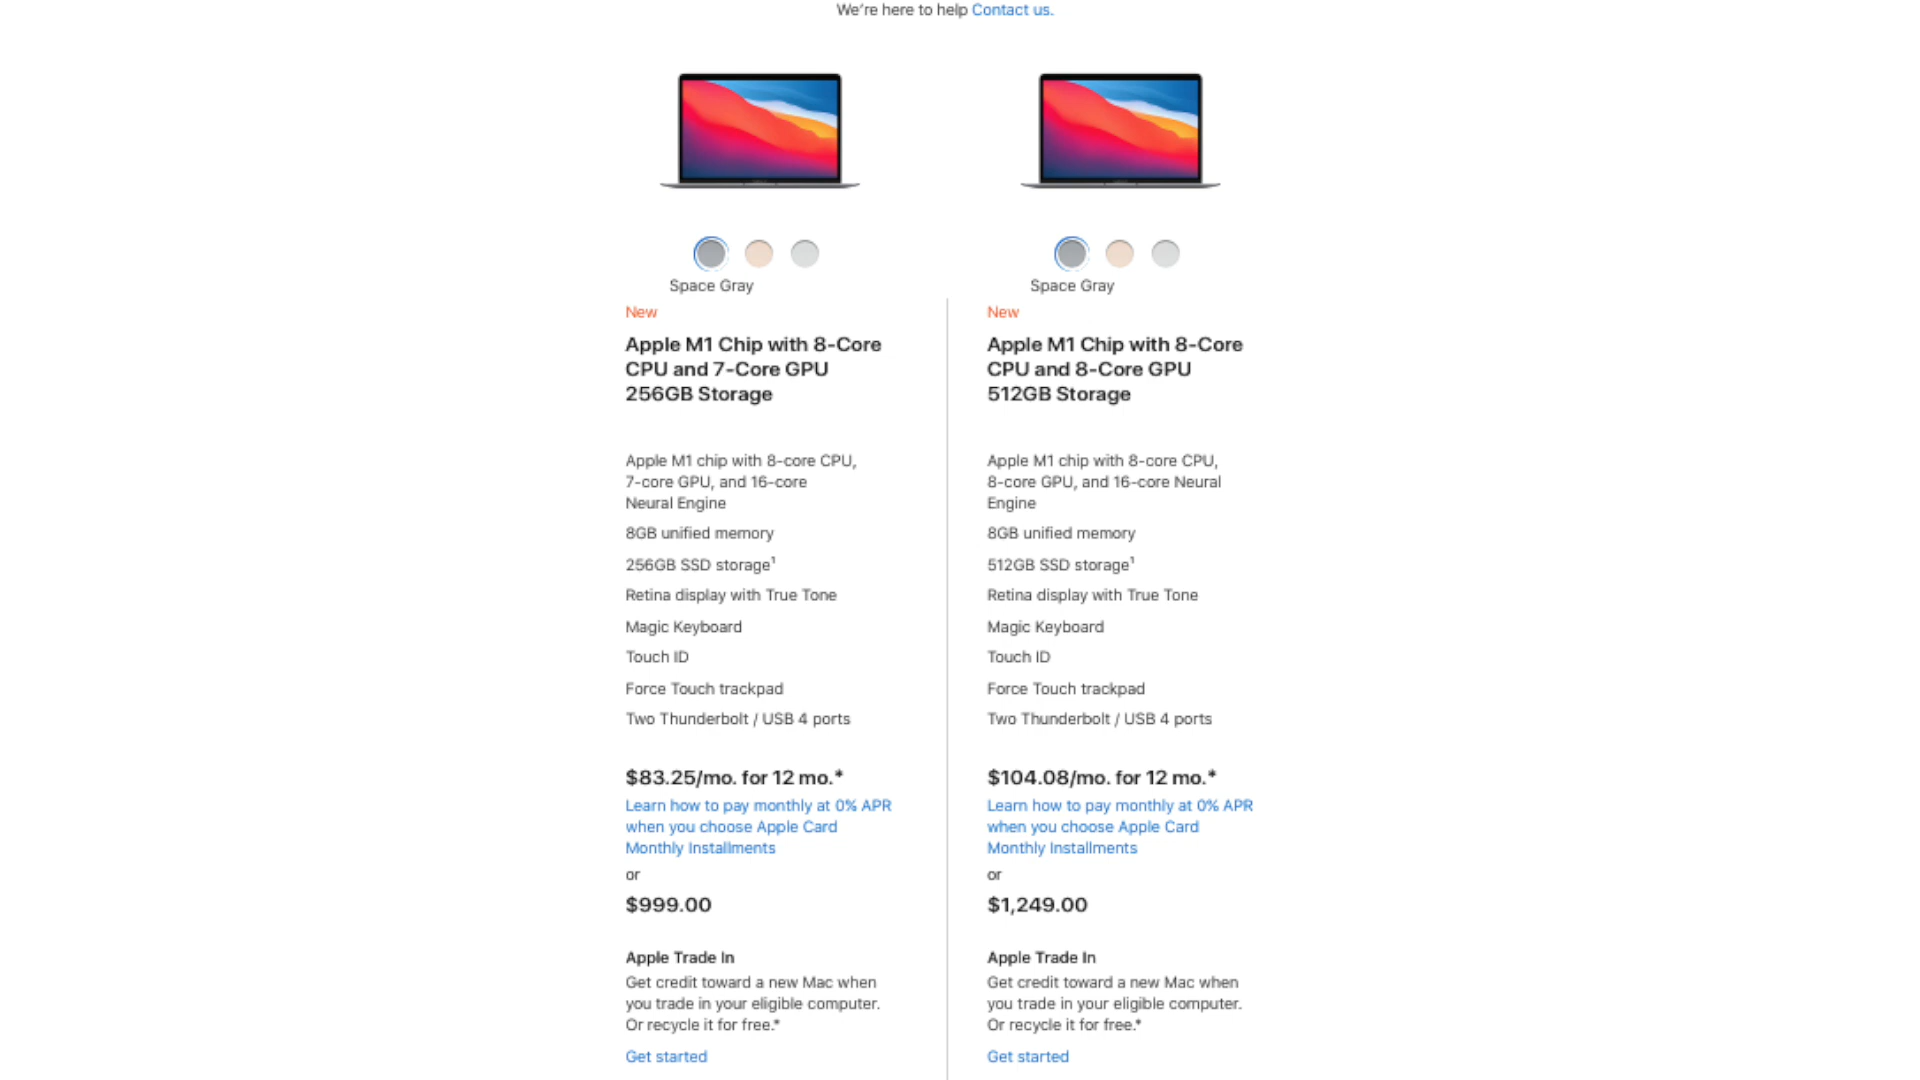 We're here to help Contact us.
Space Gray
New
Apple M1 Chip with 8-Core
CPU and 7-Core GPU
256GB Storage
Apple M1 chip with 8-core CPU,
7-core GPU, and 16-core
Neural Engine
8GB unified memory
256GB SSD storage¹
Retina display with True Tone
Magic Keyboard
Touch ID
Force Touch trackpad
Two Thunderbolt / USB 4 ports
$83.25/mo. for 12 mo.*
Learn how to pay monthly at 0% APR
when you choose Apple Card
Monthly Installments
or
$999.00
Apple Trade In
Get credit toward a new Mac when
you trade in your eligible computer.
Or recycle it for free.*
Get started
Space Gray
New
Apple M1 Chip with 8-Core
CPU and 8-Core GPU
512GB Storage
Apple M1 chip with 8-core CPU,
8-core GPU, and 16-core Neural
Engine
8GB unified memory
512GB SSD storage¹
Retina display with True Tone
Magic Keyboard
Touch ID
Force Touch trackpad
Two Thunderbolt / USB 4 ports
$104.08/mo. for 12 mo.*
Learn how to pay monthly at 0% APR
when you choose Apple Card
Monthly Installments
or
$1,249.00
Apple Trade In
Get credit toward a new Mac when
you trade in your eligible computer.
Or recycle it for free.*
Get started